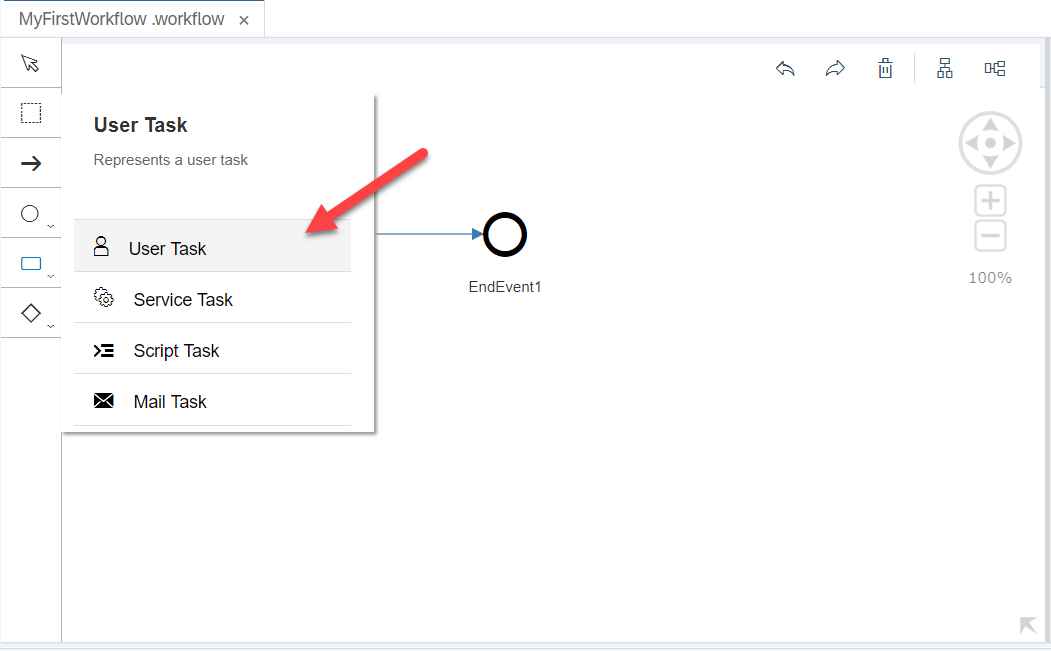 MyFirstWorkflow .workflow ×
User Task
Represents a user task
User Task
Service Task
Script Task
Mail Task
EndEvent1
100%